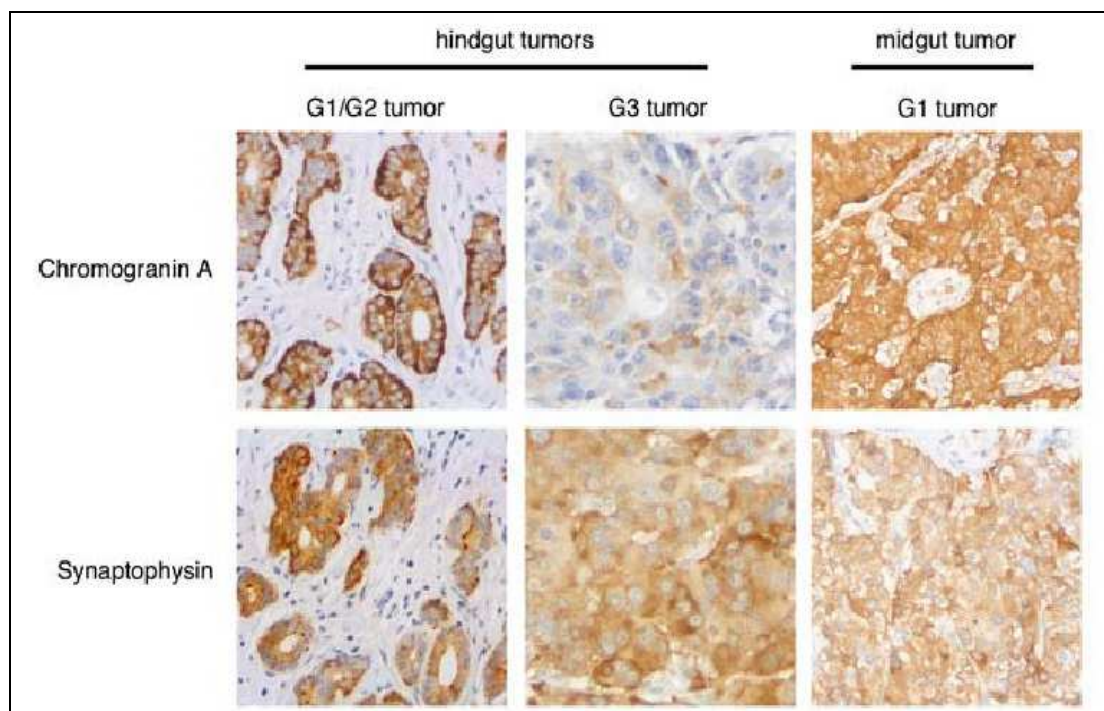 hindgut tumors
midgut tumor
G1/G2 tumor
G3 tumor
G1 tumor
Chromogranin A
Synaptophysin